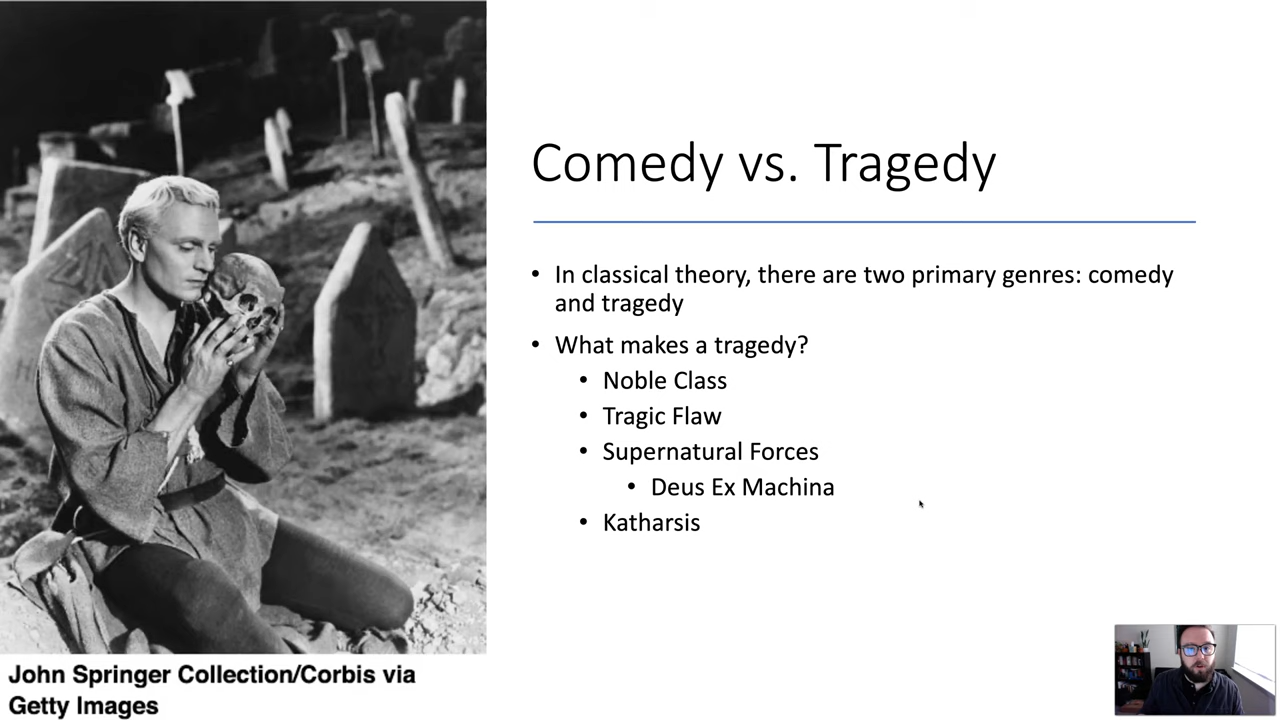 Comedy vs. Tragedy
• In classical theory, there are two primary genres: comedy
and tragedy
• What makes a tragedy?
• Noble Class
• Tragic Flaw
• Supernatural Forces
• Deus Ex Machina
• Katharsis
John Springer Collection/Corbis via
Getty Images